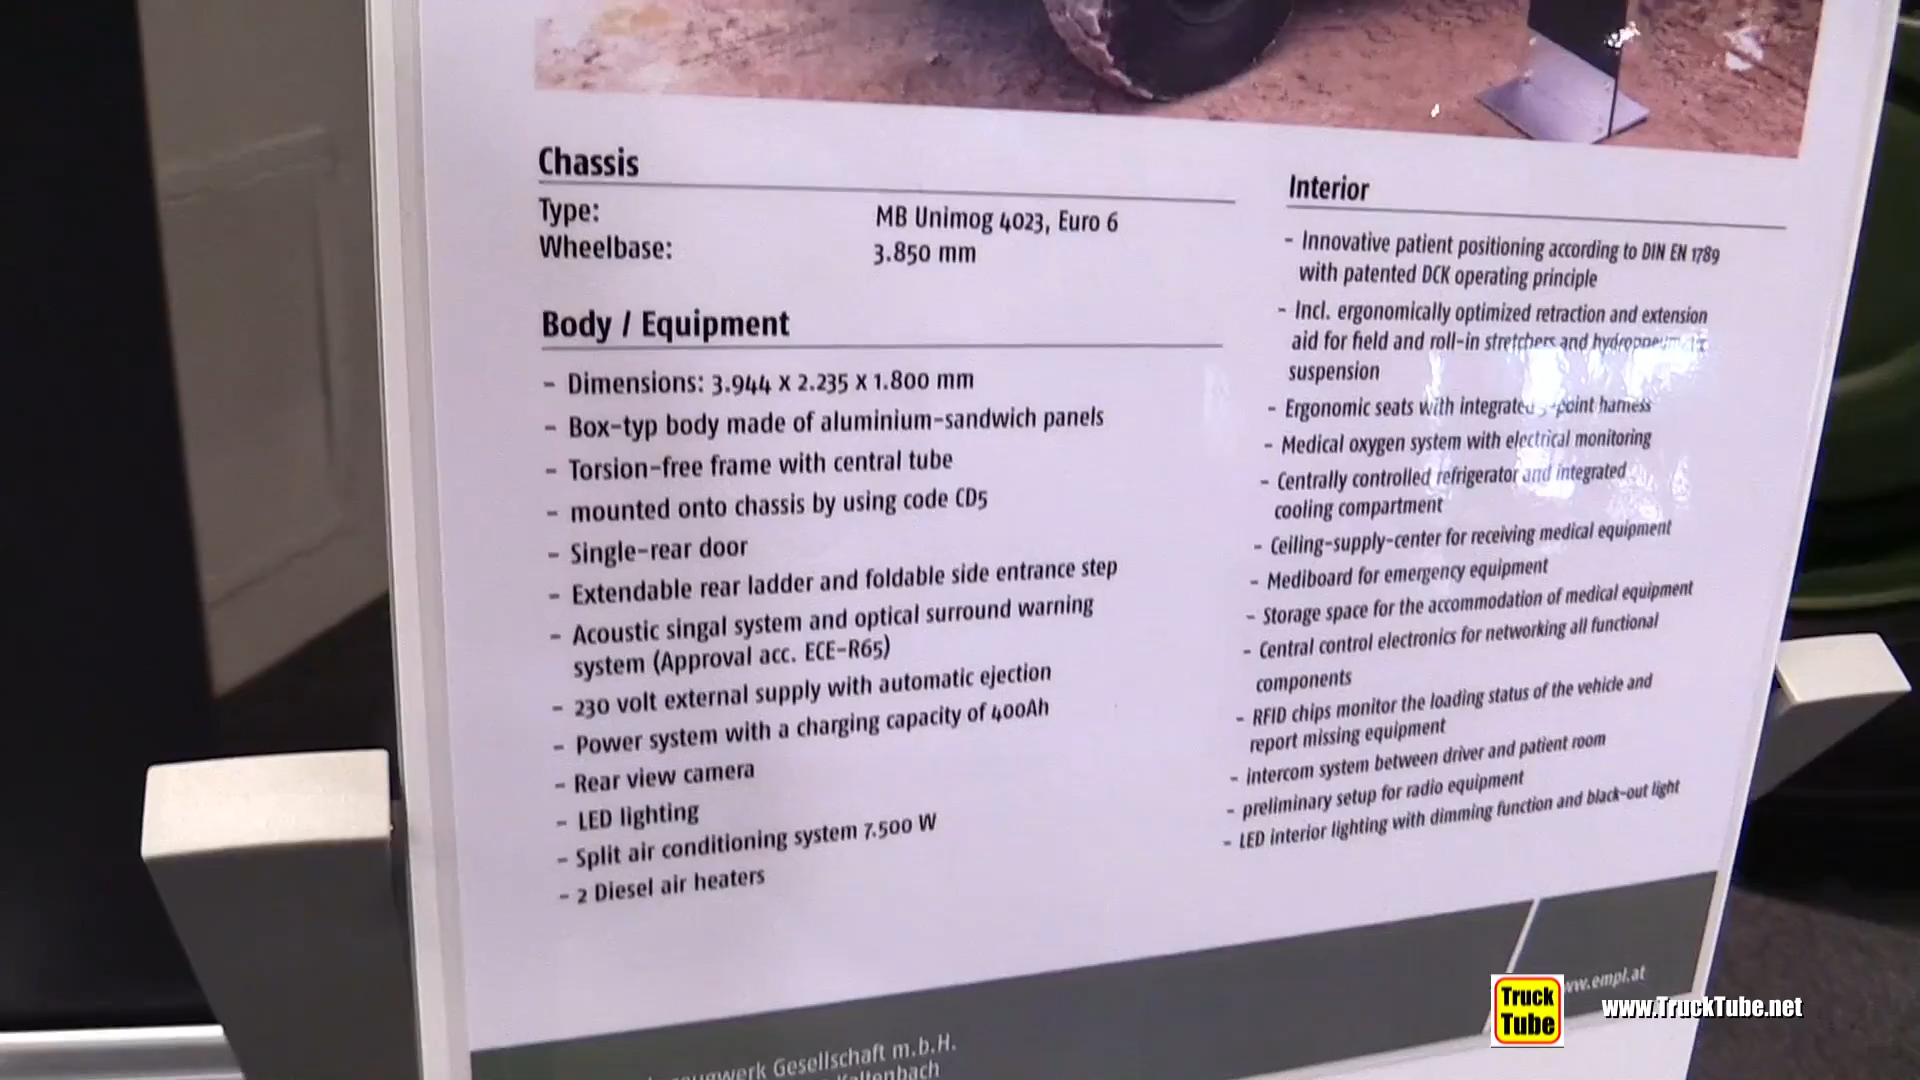 Chassis
Type: MB Unimog 4023, Euro 6
Wheelbase: 3.850 mm
Body / Equipment
- Dimensions: 3.944 x 2.235 x 1.800 mm
- Box-typ body made of aluminium-sandwich panels
- Torsion-free frame with central tube
- mounted onto chassis by using code CD5
- Single-rear door
- Extendable rear ladder and foldable side entrance step
- Acoustic singal system and optical surround warning
system (Approval acc. ECE-R65)
- 230 volt external supply with automatic ejection
- Power system with a charging capacity of 400Ah
- Rear view camera
- LED lighting
- Split air conditioning system 7.500 W
- 2 Diesel air heaters
Interior
- Innovative patient positioning according to DIN EN 1789
with patented DCK operating principle
- Incl. ergonomically optimized retraction and extension
aid for field and roll-in stretchers and
suspension
- Ergonomic seats with integrated harness
- Medical oxygen system with electrical monitoring
- Centrally controlled refrigerator and integrated
cooling compartment
- Ceiling-supply-center for receiving medical equipment
- Mediboard for emergency equipment
- Storage space for the accommodation of medical equipment
- Central control electronics for networking all functional
components
- RFID chips monitor the loading status of the vehicle and
report missing equipment
- intercom system between driver and patient room
- preliminary setup for radio equipment
- LED interior lighting with dimming function and black-out light
Gesellschaft m.b.H.
Truck
Tube
www.TruckTube.net